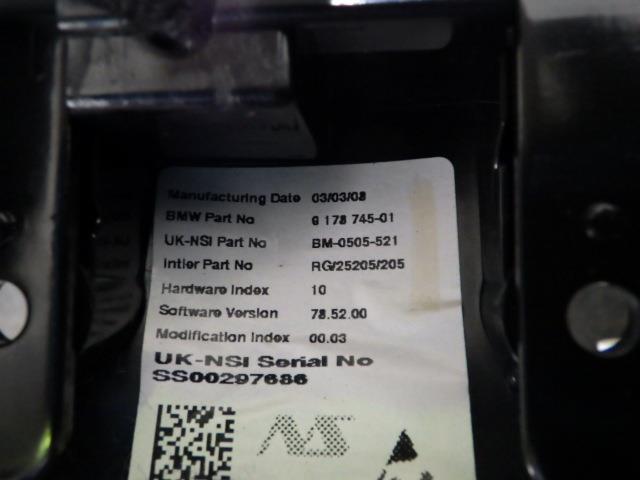 Manufacturing Date 03/03/08
BMW Part No 9 178 745-01
UK-NSI Part No BM-0505-521
Intier Part No RG/25205/205
Hardware Index 10
Software Version 78.52.00
Modification Index 00.03
UK-NSI Serial No
SS00297686
NS